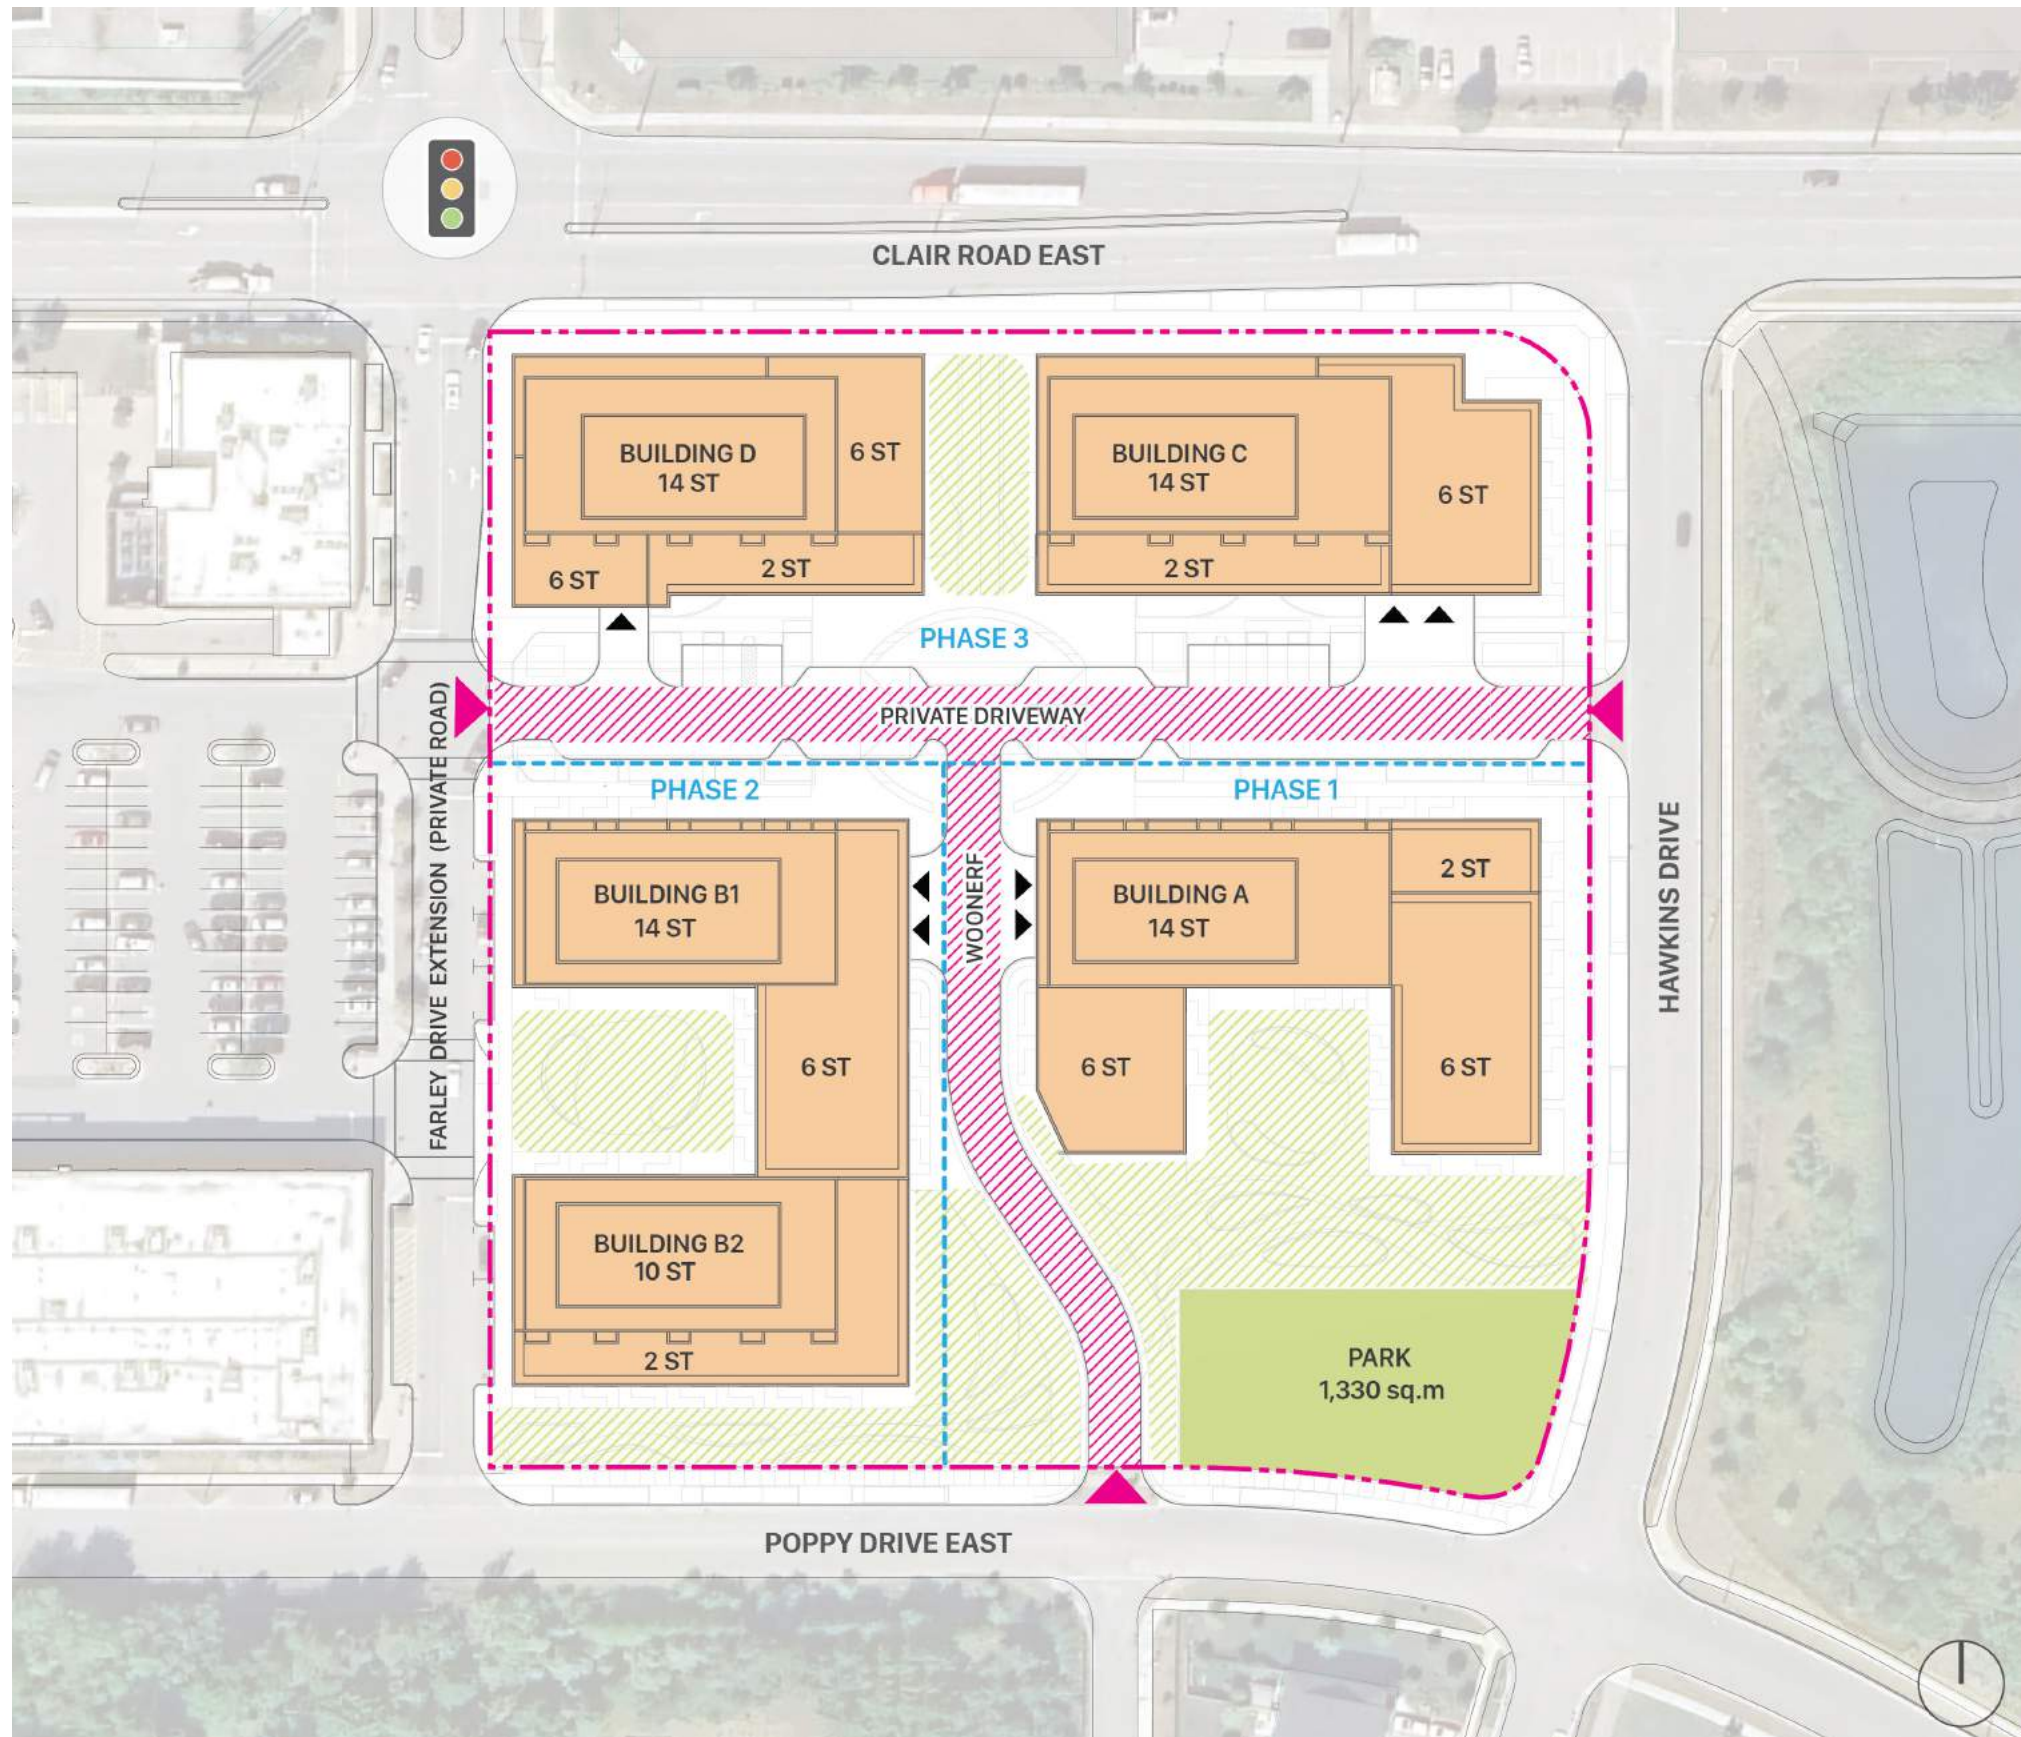 CLAIR ROAD EAST
BUILDING D
14 ST
6 ST
6 ST
2 ST
BUILDING C
14 ST
6 ST
2 ST
PHASE 3
PRIVATE DRIVEWAY
FARLEY DRIVE EXTENSION (PRIVATE ROAD)
PHASE 2
PHASE 1
HAWKINS DRIVE
WOONERF
BUILDING B1
14 ST
6 ST
BUILDING A
14 ST
2 ST
6 ST
6 ST
BUILDING B2
10 ST
2 ST
PARK
1,330 sq.m
POPPY DRIVE EAST